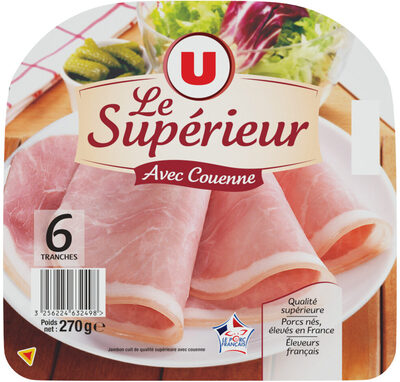 U
Le
Supérieur
Avec Couenne
6
TRANCHES
3 256224 632498
Poids
net : 270g e
Jambon cuit de qualité supérieure avec couenne
LE PORC
FRANÇAIS
Qualité
supérieure
Porcs nés,
élevés en France
Éleveurs
français